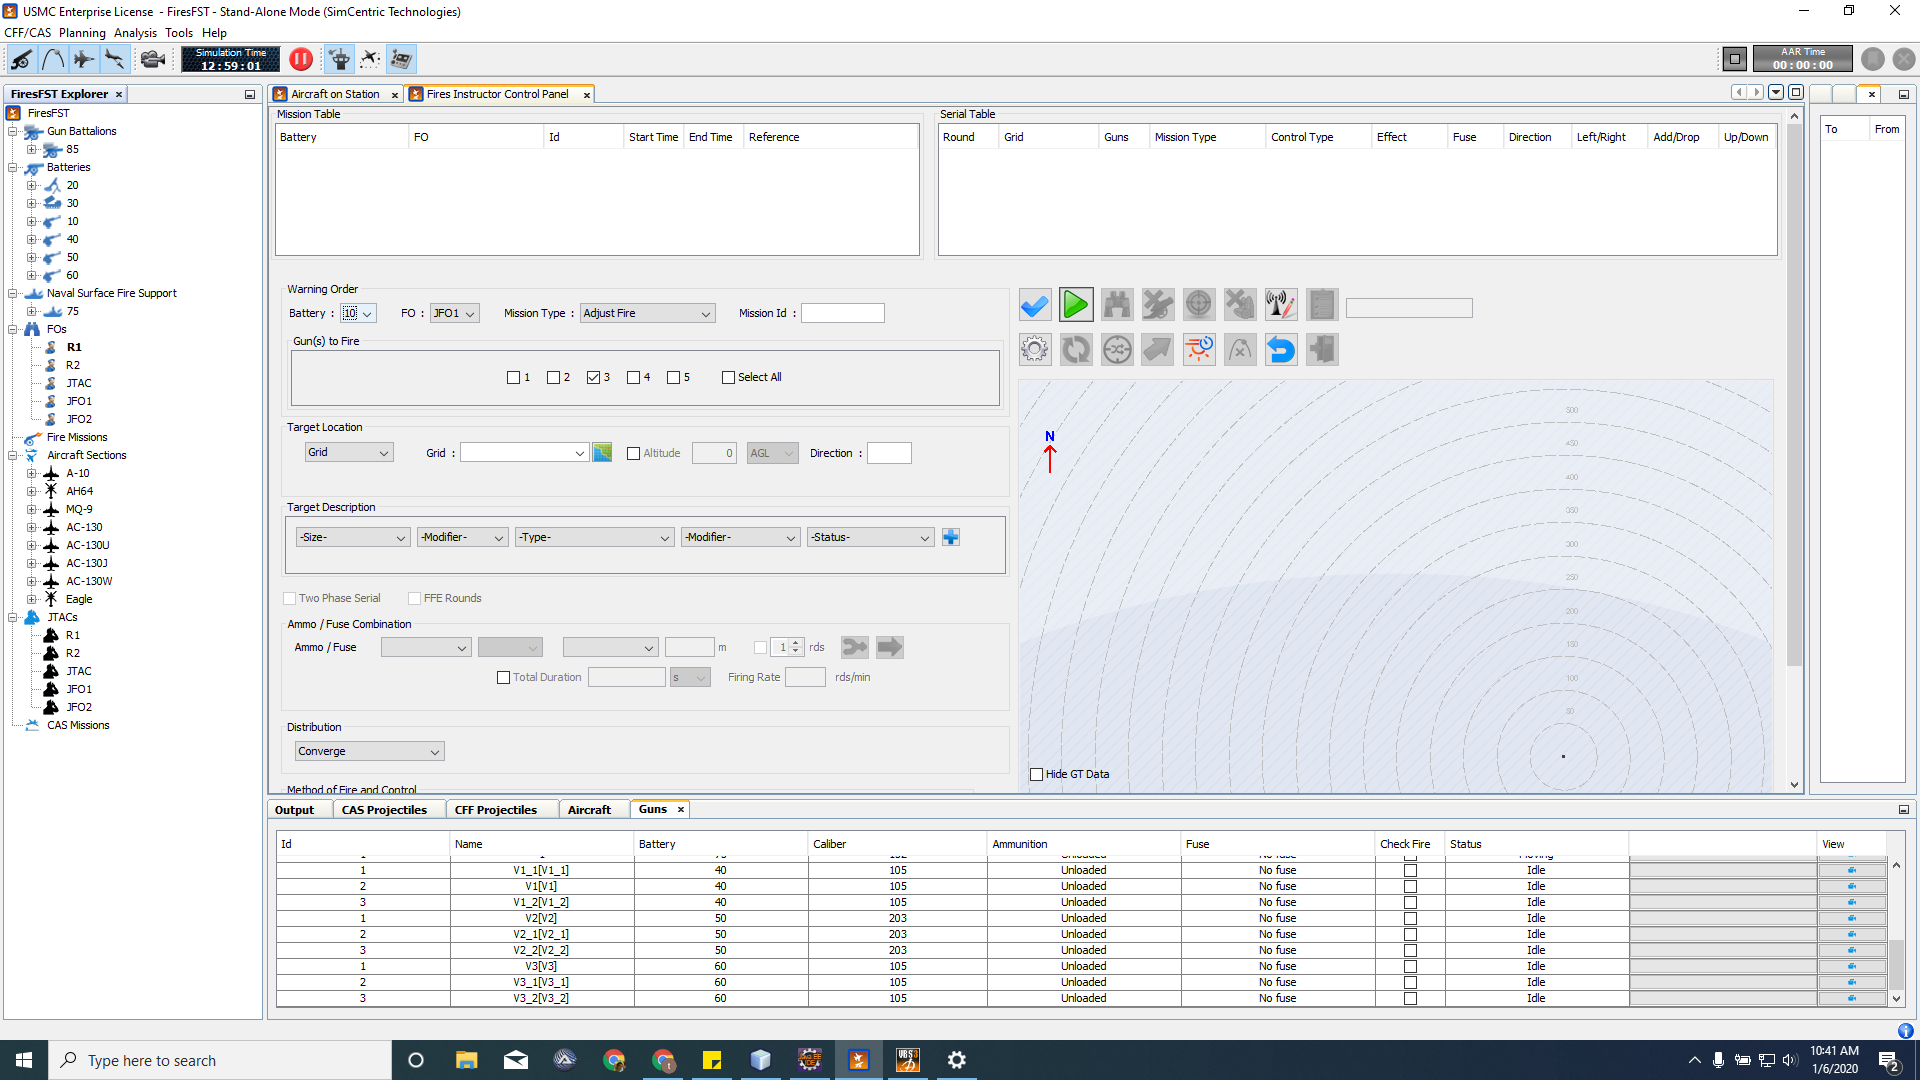 USMC Enterprise License  - FiresFST - Stand-Alone Mode (SimCentric Technologies)
CFF/CAS Planning Analysis Tools Help
Simulation Time
12:59:01
AAR Time
00:00:00
FiresFST Explorer
FiresFST
Gun Battalions
85
Batteries
20
30
10
40
50
60
Naval Surface Fire Support
75
FOs
R1
R2
JTAC
JFO1
JFO2
Fire Missions
Aircraft Sections
A-10
AH64
MQ-9
AC-130
AC-130U
AC-130J
AC-130W
Eagle
JTACs
R1
R2
JTAC
JFO1
JFO2
CAS Missions
Aircraft on Station
Fires Instructor Control Panel
Mission Table
Battery FO Id Start Time End Time Reference
Serial Table
Round Grid Guns Mission Type Control Type Effect Fuse Direction Left/Right Add/Drop Up/Down
To From
Warning Order
Battery : 10 FO : JFO1 Mission Type : Adjust Fire Mission Id :
Gun(s) to Fire
1 2 3 4 5 Select All
Target Location
Grid Grid : Altitude 0 AGL Direction :
Target Description
-Size- -Modifier- -Type- -Modifier- -Status-
Two Phase Serial FFE Rounds
Ammo / Fuse Combination
Ammo / Fuse m 1 rds
Total Duration s Firing Rate rds/min
Distribution
Converge
Method of Fire and Control
N
500
450
400
350
300
250
200
150
100
50
Hide GT Data
Output CAS Projectiles CFF Projectiles Aircraft Guns
Id Name Battery Caliber Ammunition Fuse Check Fire Status View
1 V1_1[V1_1] 40 105 Unloaded No fuse Idle
2 V1[V1] 40 105 Unloaded No fuse Idle
3 V1_2[V1_2] 40 105 Unloaded No fuse Idle
1 V2[V2] 50 203 Unloaded No fuse Idle
2 V2_1[V2_1] 50 203 Unloaded No fuse Idle
3 V2_2[V2_2] 50 203 Unloaded No fuse Idle
1 V3[V3] 60 105 Unloaded No fuse Idle
2 V3_1[V3_1] 60 105 Unloaded No fuse Idle
3 V3_2[V3_2] 60 105 Unloaded No fuse Idle
Type here to search
VBS3
10:41 AM
1/6/2020
2